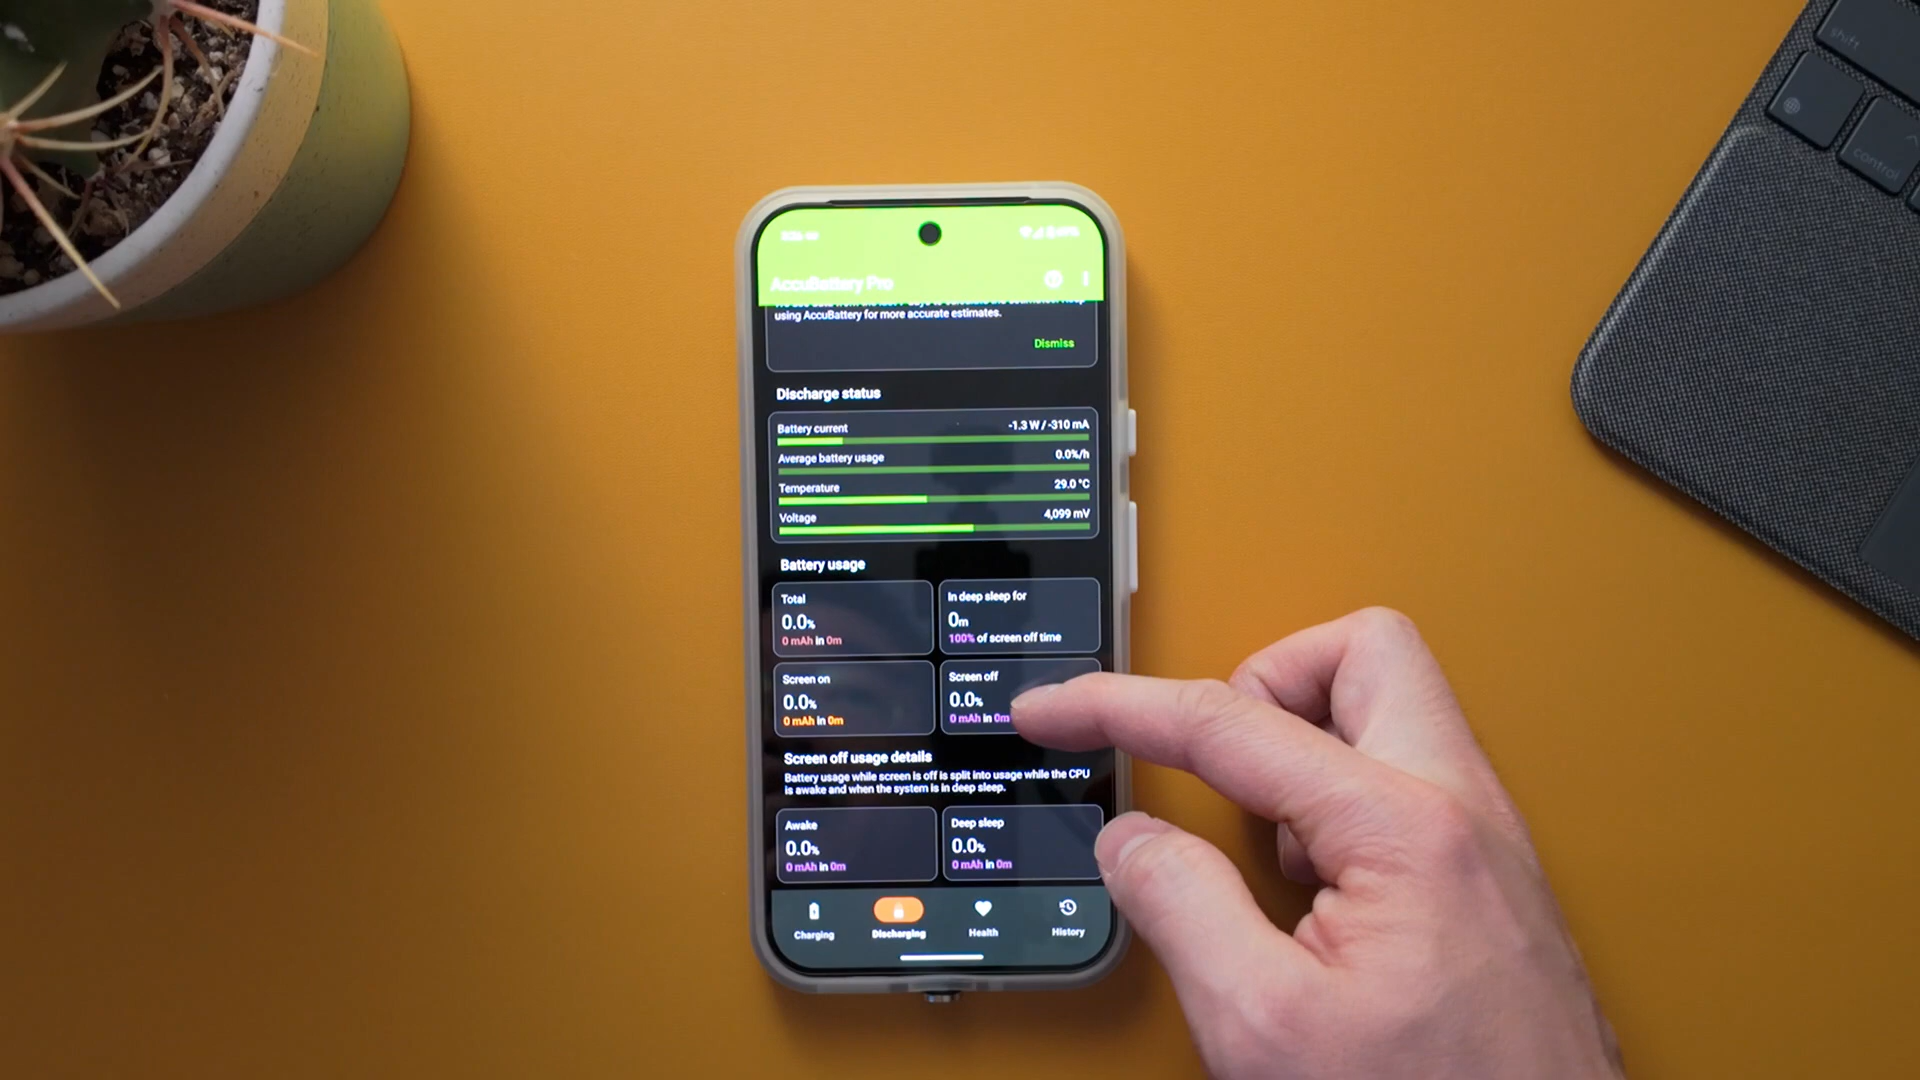 AccuBattery Pro
using AccuBattery for more accurate estimates.
Dismiss
Discharge status
Battery current -1.3 W / -310 mA
Average battery usage 0.0%/h
Temperature 29.0 °C
Voltage 4,099 mV
Battery usage
Total
0.0%
0 mAh in 0m
In deep sleep for
0m
100% of screen off time
Screen on
0.0%
0 mAh in 0m
Screen off
0.0%
0 mAh in 0m
Screen off usage details
Battery usage while screen is off is split into usage while the CPU
is awake and when the system is in deep sleep.
Awake
0.0%
0 mAh in 0m
Deep sleep
0.0%
0 mAh in 0m
Charging
Discharging
Health
History
shift
control